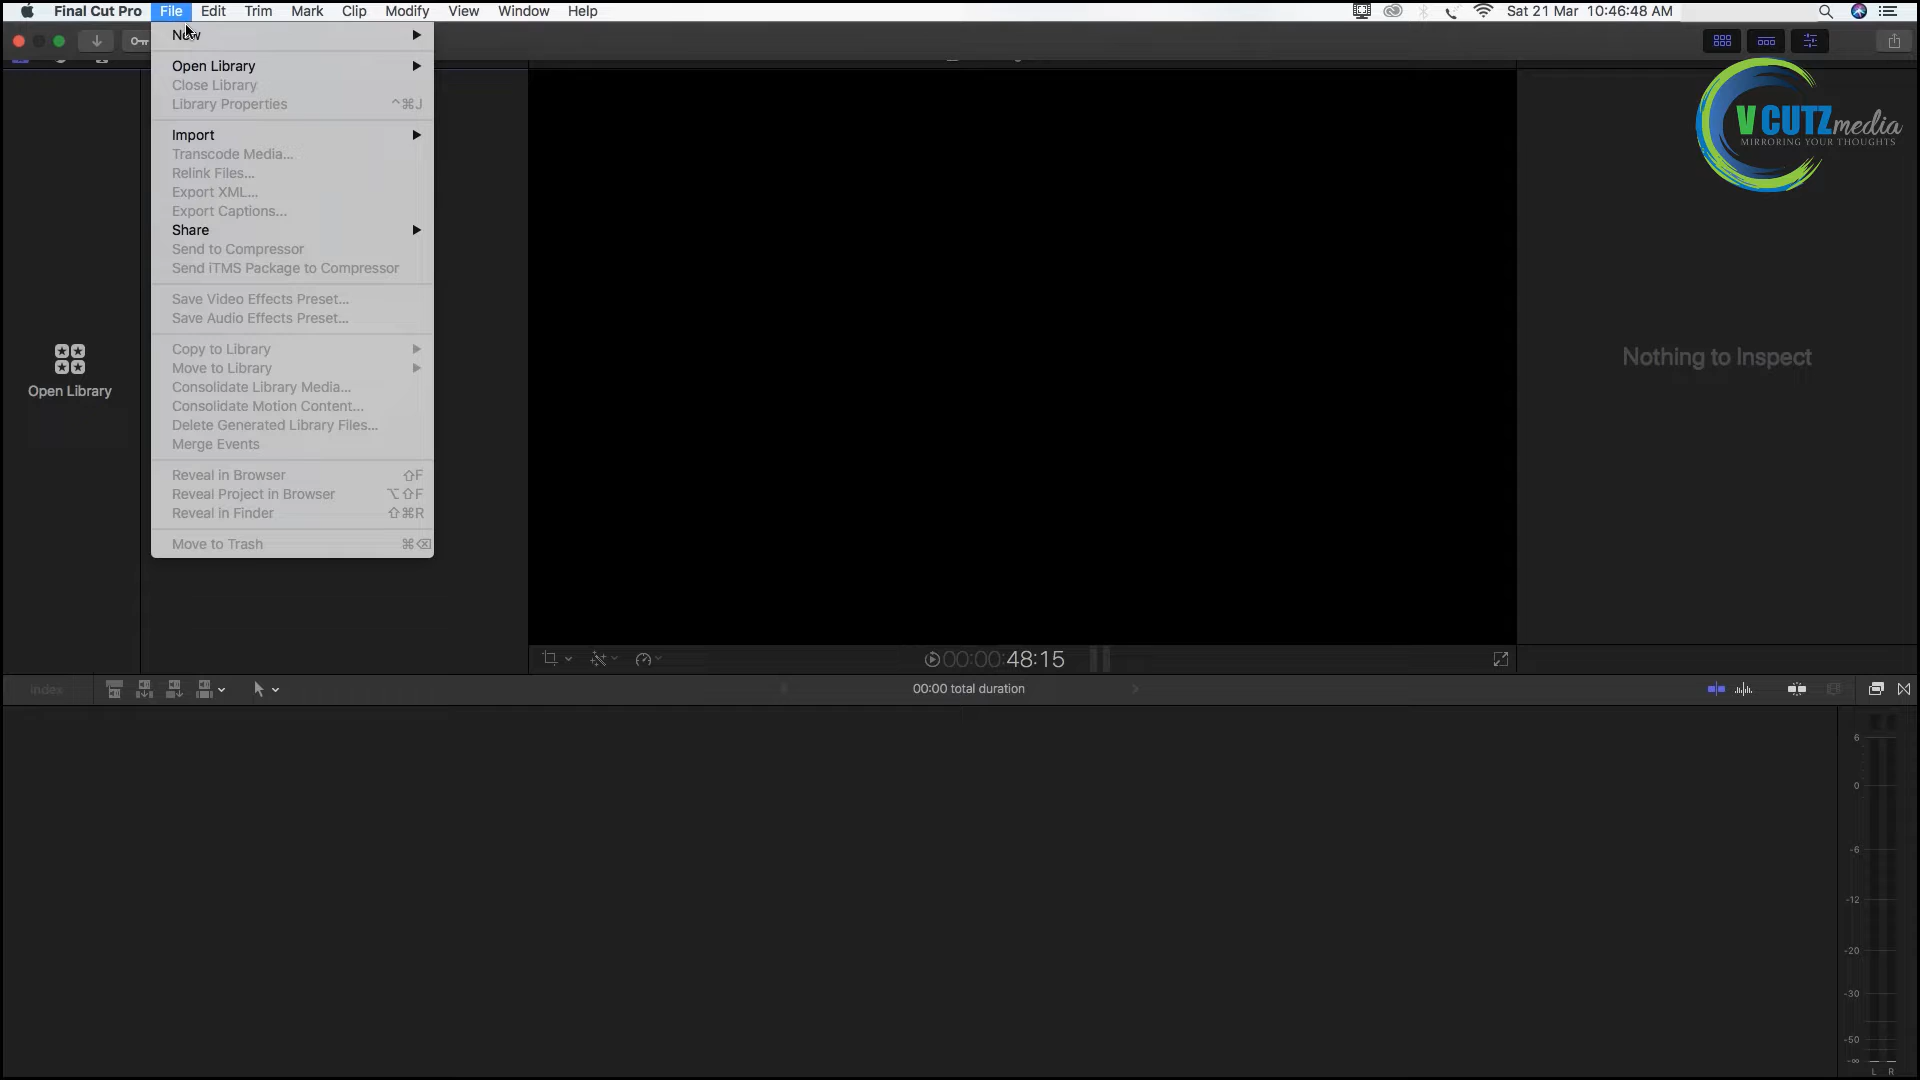 Final Cut Pro File Edit Trim Mark Clip Modify View Window Help Sat 21 Mar 10:46:48 AM
New
Open Library
Close Library
Library Properties ^⌘J
Import
Transcode Media...
Relink Files...
Export XML...
Export Captions...
Share
Send to Compressor
Send iTMS Package to Compressor
Save Video Effects Preset...
Save Audio Effects Preset...
Copy to Library
Move to Library
Consolidate Library Media...
Consolidate Motion Content...
Delete Generated Library Files...
Merge Events
Reveal in Browser ⇧F
Reveal Project in Browser ⌥⇧F
Reveal in Finder ⇧⌘R
Move to Trash ⌘⌫
Open Library
V CUTZmedia
MIRRORING YOUR THOUGHTS
Nothing to Inspect
00:00:48:15
Index
00:00 total duration
6
0
-6
-12
-20
-30
-50
-∞
L R